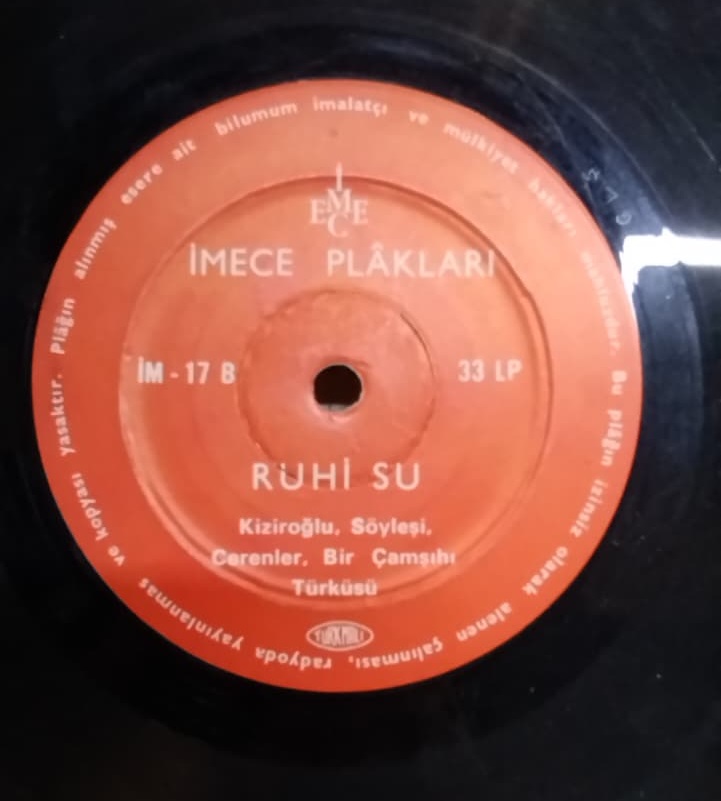 Plâğın alınmış esere ait bilumum imalatçı ve mülkiyet hakları mahfuzdur. Bu plâğın izinsiz olarak alenen çalınması, radyoda yayınlanması ve kopyası yasaktır.
İ
EME
C
E
İMECE PLÂKLARI
İM - 17 B
33 LP
RUHİ SU
Kiziroğlu, Söyleşi,
Cerenler, Bir Çamşıhı
Türküsü